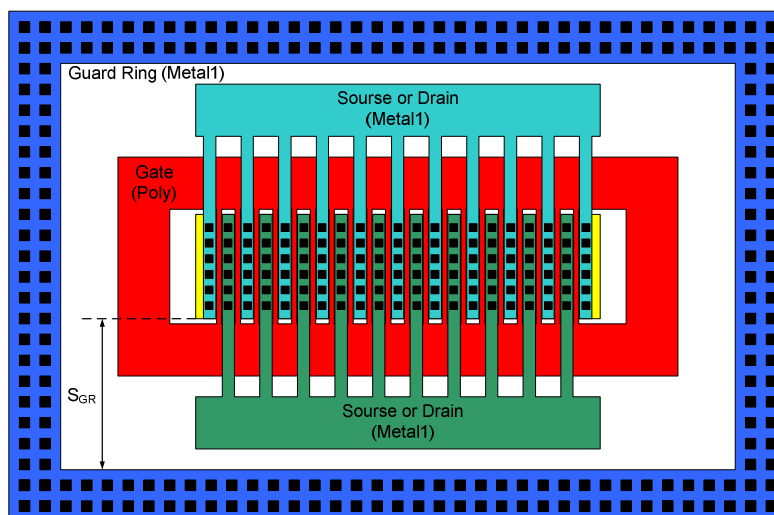 Guard Ring (Metal1)
Sourse or Drain
(Metal1)
Gate
(Poly)
SGR
Sourse or Drain
(Metal1)